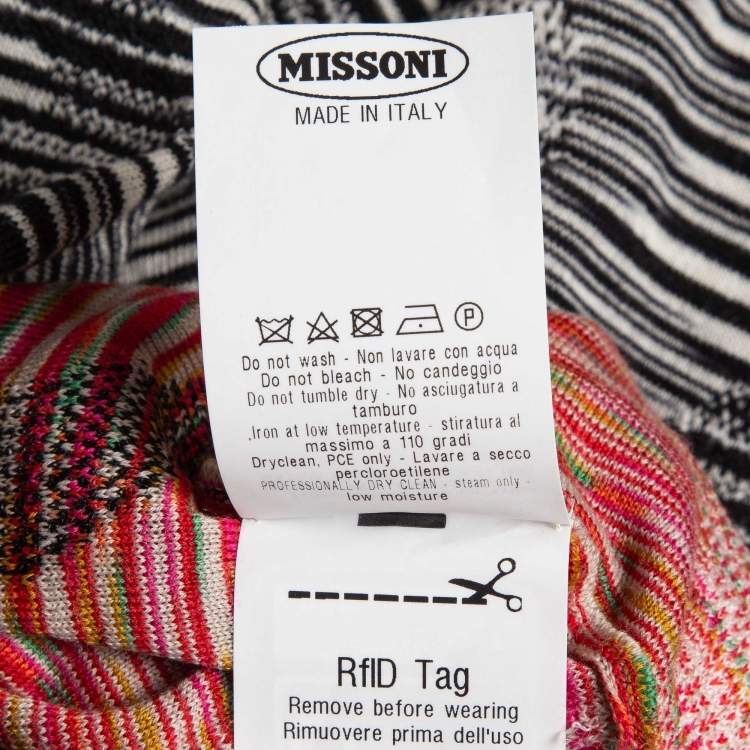 MISSONI
MADE IN ITALY
P
Do not wash - Non lavare con acqua
Do not bleach - No candeggio
Do not tumble dry - No asciugatura a
tamburo
.Iron at low temperature - stiratura al
massimo a 110 gradi
Dryclean, PCE only - Lavare a secco
percloroetilene
PROFESSIONALLY DRY CLEAN - steam only -
low moisture
RfID Tag
Remove before wearing
Rimuovere prima dell'uso